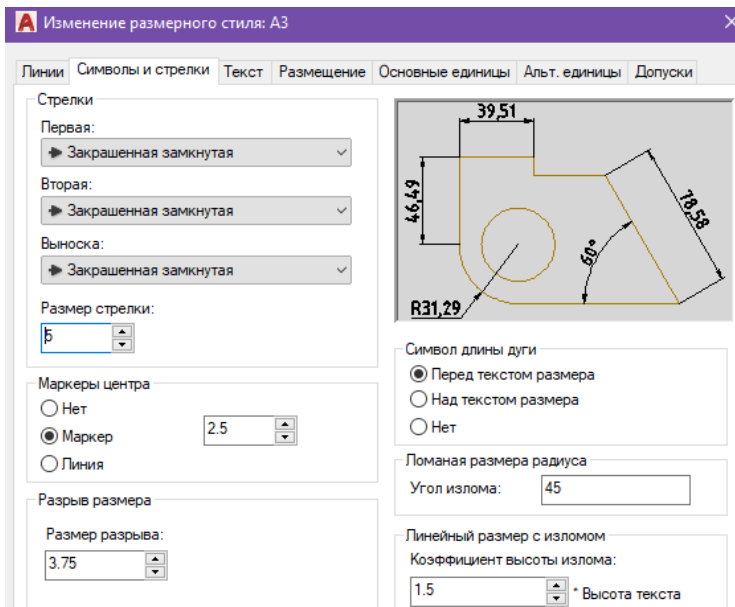 Изменение размерного стиля: А3
Линии Символы и стрелки Текст Размещение Основные единицы Альт. единицы Допуски
Стрелки
Первая:
Закрашенная замкнутая
Вторая:
Закрашенная замкнутая
Выноска:
Закрашенная замкнутая
Размер стрелки:
5
Маркеры центра
Нет
Маркер
2.5
Линия
Разрыв размера
Размер разрыва:
3.75
39,51
46,49
78,58
60°
R31,29
Символ длины дуги
Перед текстом размера
Над текстом размера
Нет
Ломаная размера радиуса
Угол излома: 45
Линейный размер с изломом
Коэффициент высоты излома:
1.5 * Высота текста